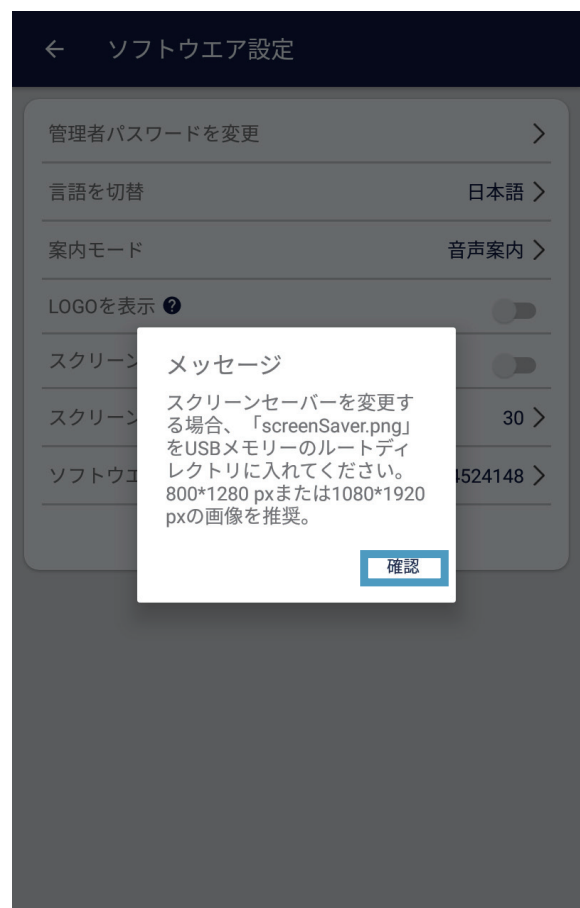 ソフトウエア設定
管理者パスワードを変更
言語を切替 日本語
案内モード 音声案内
LOGOを表示 ?
スクリーン
スクリーン 30
ソフトウエ 4524148
メッセージ
スクリーンセーバーを変更す
る場合、「screenSaver.png」
をUSBメモリーのルートディ
レクトリに入れてください。
800*1280 pxまたは1080*1920
pxの画像を推奨。
確認